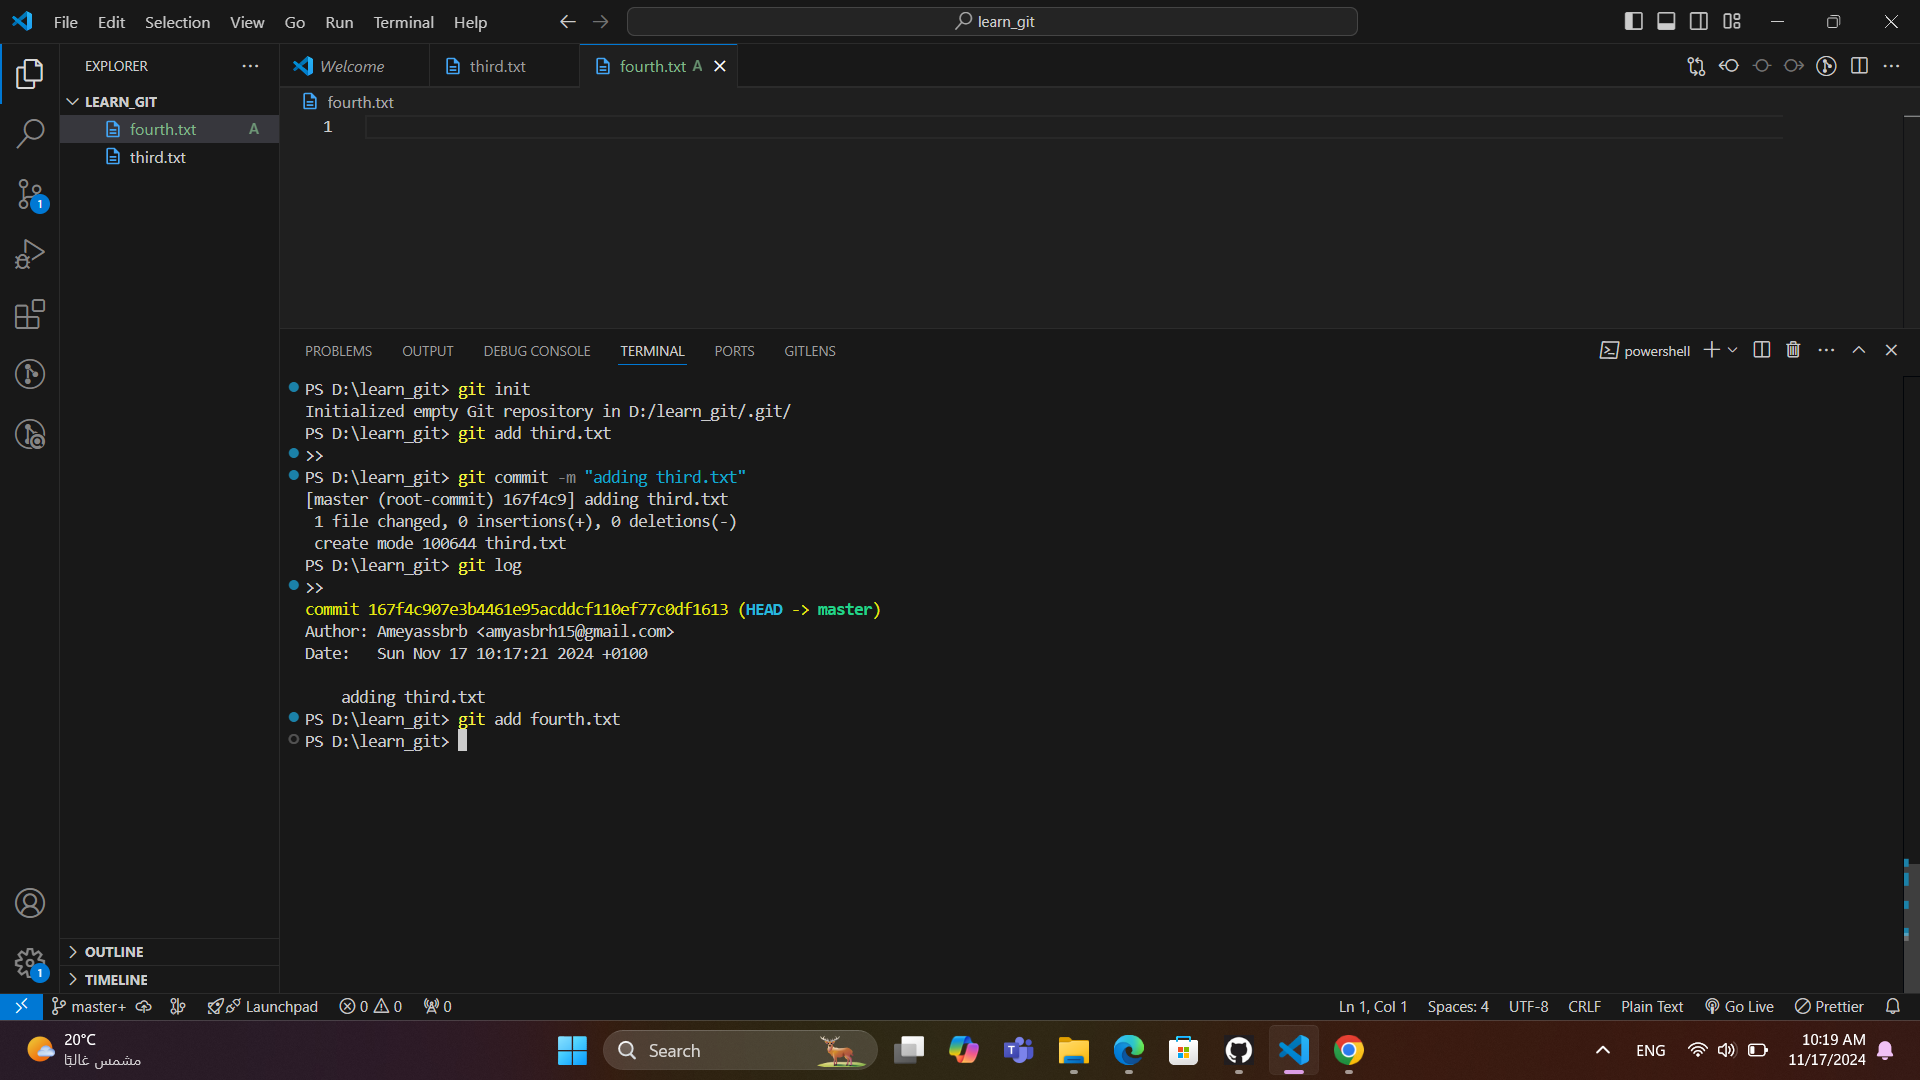 File Edit Selection View Go Run Terminal Help
learn_git
EXPLORER
Welcome
third.txt
fourth.txt A
LEARN_GIT
fourth.txt A
third.txt
1
1
fourth.txt
1
PROBLEMS OUTPUT DEBUG CONSOLE TERMINAL PORTS GITLENS
powershell
PS D:\learn_git> git init
Initialized empty Git repository in D:/learn_git/.git/
PS D:\learn_git> git add third.txt
>>
PS D:\learn_git> git commit -m "adding third.txt"
[master (root-commit) 167f4c9] adding third.txt
1 file changed, 0 insertions(+), 0 deletions(-)
create mode 100644 third.txt
PS D:\learn_git> git log
>>
commit 167f4c907e3b4461e95acddcf110ef77c0df1613 (HEAD -> master)
Author: Ameyassbrb <amyasbrh15@gmail.com>
Date:   Sun Nov 17 10:17:21 2024 +0100
adding third.txt
PS D:\learn_git> git add fourth.txt
PS D:\learn_git>
OUTLINE
TIMELINE
master+ Launchpad 0 0 0
Ln 1, Col 1 Spaces: 4 UTF-8 CRLF Plain Text Go Live Prettier
20°C
مشمس غالبًا
Search
ENG
10:19 AM
11/17/2024